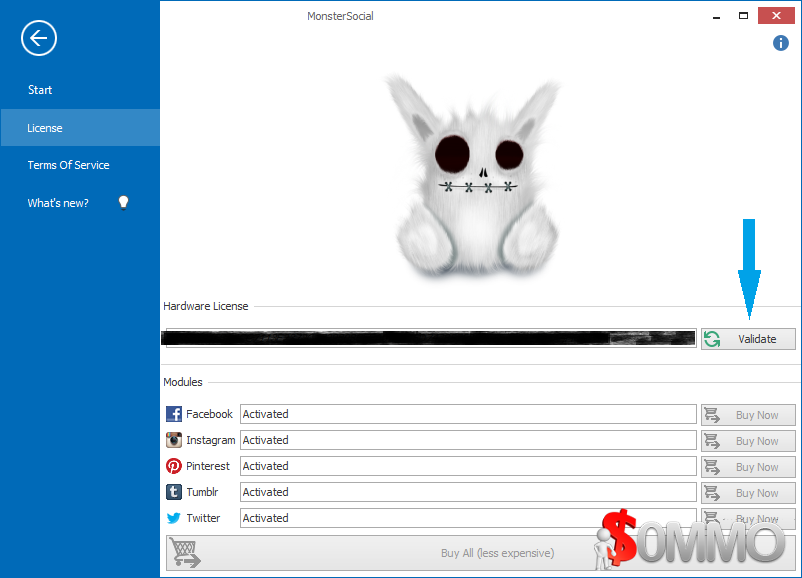 MonsterSocial
Start
License
Terms Of Service
What's new?
Hardware License
Validate
Modules
Facebook Activated Buy Now
Instagram Activated Buy Now
Pinterest Activated Buy Now
Tumblr Activated Buy Now
Twitter Activated Buy Now
Buy All (less expensive)
$0MMO